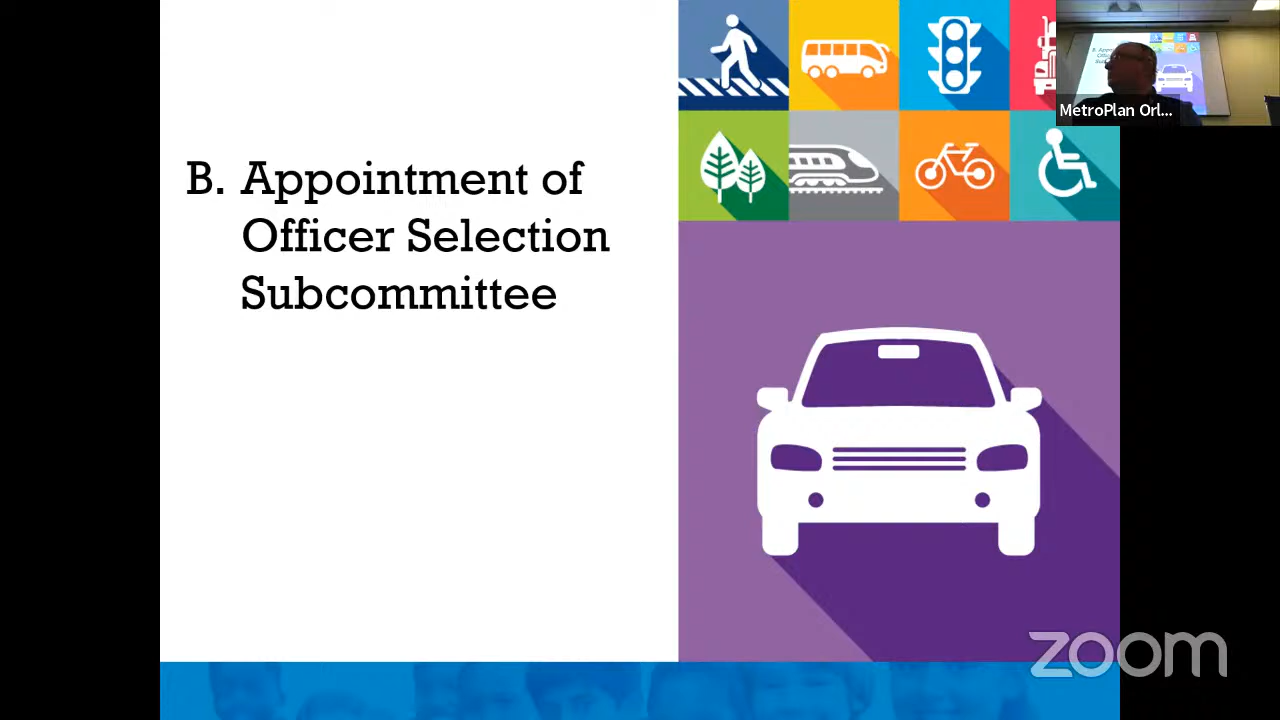 B. Appointment of
Officer Selection
Subcommittee
MetroPlan Orl...
zoom